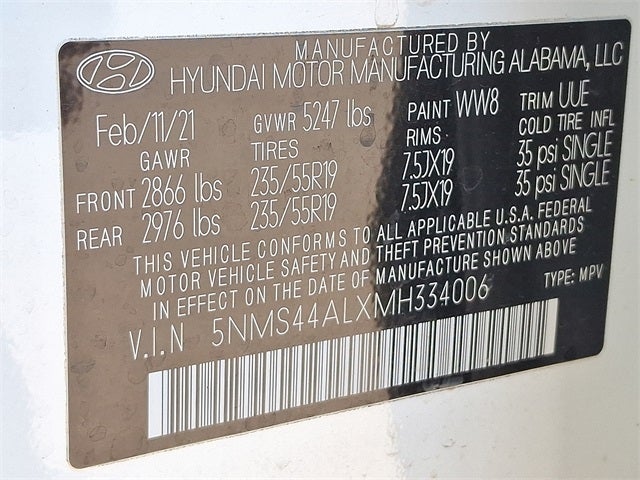 MANUFACTURED BY
HYUNDAI MOTOR MANUFACTURING ALABAMA, LLC
Feb/11/21 GVWR 5247 lbs PAINT WW8 TRIM UUE
GAWR TIRES RIMS COLD TIRE INFL
FRONT 2866 lbs 235/55R19 7.5JX19 35 psi SINGLE
REAR 2976 lbs 235/55R19 7.5JX19 35 psi SINGLE
THIS VEHICLE CONFORMS TO ALL APPLICABLE U.S.A. FEDERAL
MOTOR VEHICLE SAFETY AND THEFT PREVENTION STANDARDS
IN EFFECT ON THE DATE OF MANUFACTURE SHOWN ABOVE
V.I.N 5NMS44ALXMH334006 TYPE: MPV